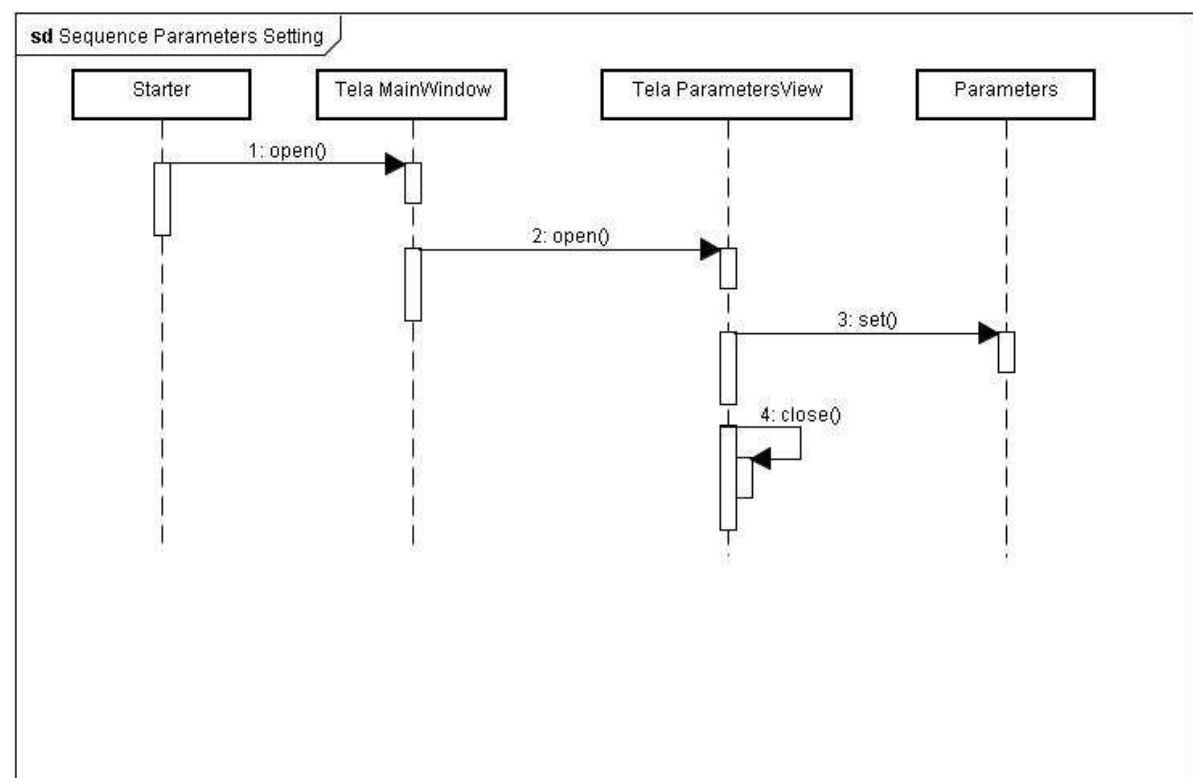 sd Sequence Parameters Setting
Starter
Tela MainWindow
Tela ParametersView
Parameters
1: open()
2: open()
3: set()
4: close()